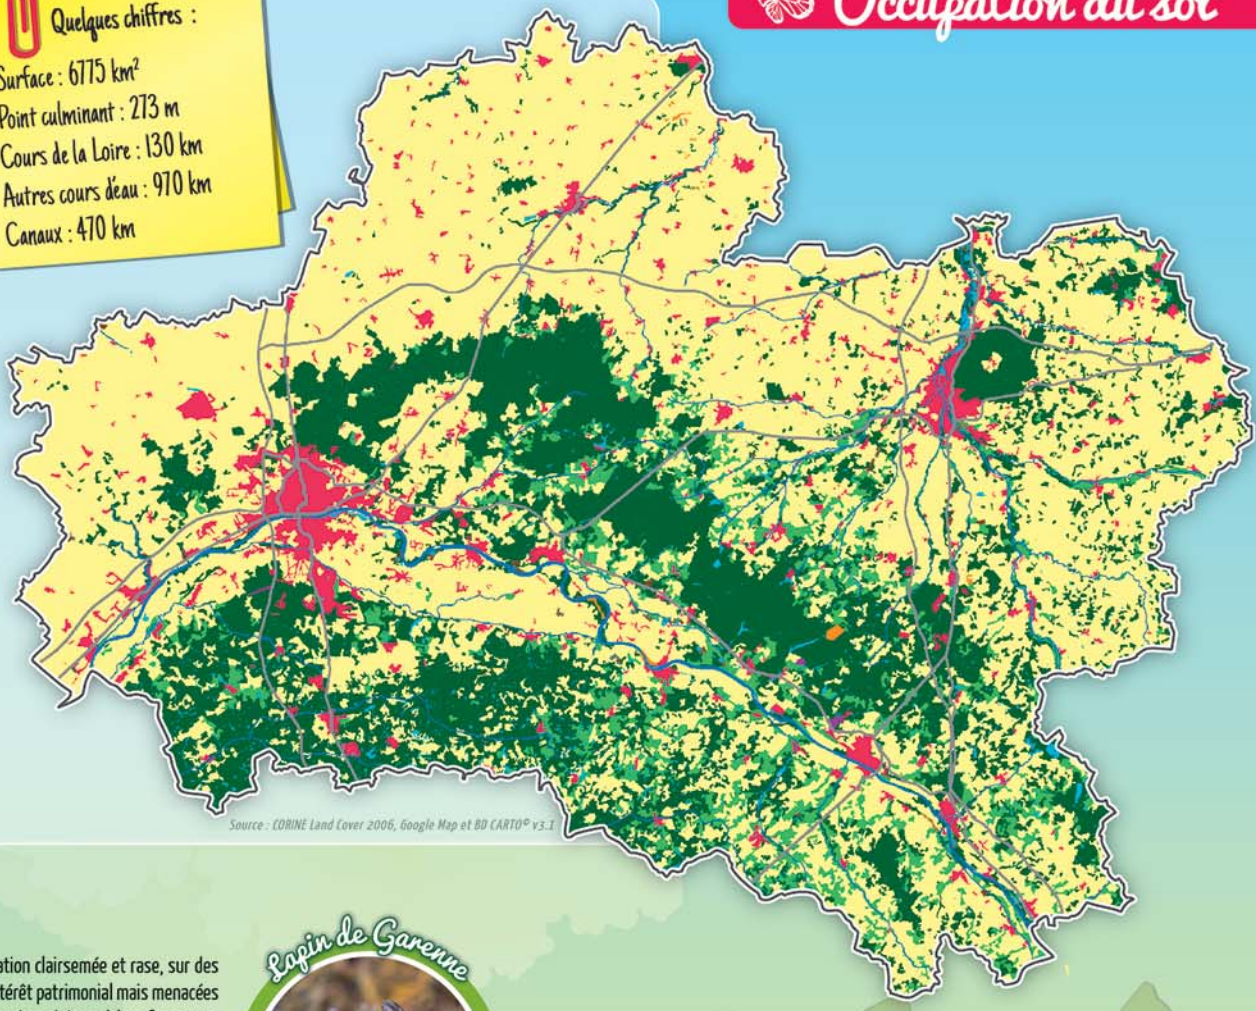 Quelques chiffres :
Surface : 6775 km²
Point culminant : 273 m
Cours de la Loire : 130 km
Autres cours d'eau : 970 km
Canaux : 470 km
Occupation du sol
Source : CORINE Land Cover 2006, Google Map et BD CARTO© v3.1
clairsemée et rase, sur des
patrimonial mais menacées
Lapin de Garenne